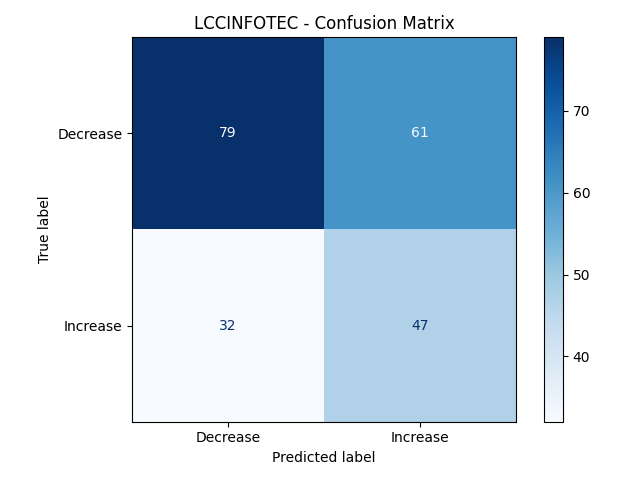 LCCINFOTEC - Confusion Matrix
Decrease
79
61
Increase
32
47
Decrease
Increase
Predicted label
True label
70
60
50
40